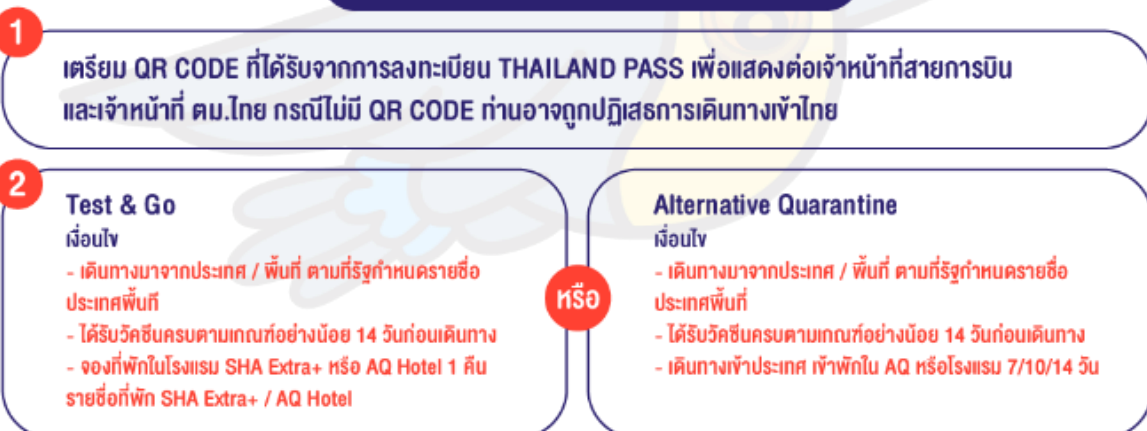 1
เตรียม QR CODE ที่ได้รับจากการลงทะเบียน THAILAND PASS เพื่อแสดงต่อเจ้าหน้าที่สายการบิน
และเจ้าหน้าที่ ตม.ไทย กรณีไม่มี QR CODE ท่านอาจถูกปฏิเสธการเดินทางเข้าไทย
2
Test & Go
เงื่อนไข
- เดินทางมาจากประเทศ / พื้นที่ ตามที่รัฐกำหนดรายชื่อ
ประเทศพื้นที
- ได้รับวัคซีนครบตามเกณฑ์อย่างน้อย 14 วันก่อนเดินทาง
- จองที่พักในโรงแรม SHA Extra+ หรือ AQ Hotel 1 คืน
รายชื่อที่พัก SHA Extra+ / AQ Hotel
หรือ
Alternative Quarantine
เงื่อนไข
- เดินทางมาจากประเทศ / พื้นที่ ตามที่รัฐกำหนดรายชื่อ
ประเทศพื้นที่
- ได้รับวัคซีนครบตามเกณฑ์อย่างน้อย 14 วันก่อนเดินทาง
- เดินทางเข้าประเทศ เข้าพักใน AQ หรือโรงแรม 7/10/14 วัน